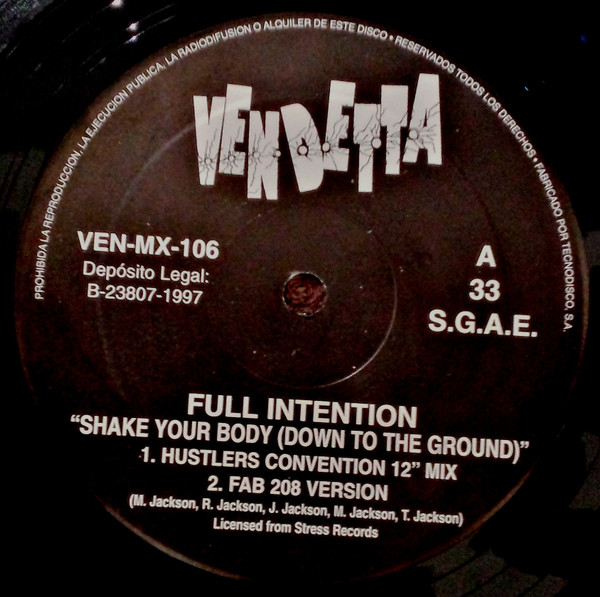 PROHIBIDA LA REPRODUCCION, LA EJECUCION PUBLICA, LA RADIODIFUSION O ALQUILER DE ESTE DISCO • RESERVADOS TODOS LOS DERECHOS • FABRICADO POR TECNODISCO, S.A.
VENDETTA
VEN-MX-106
Depósito Legal:
B-23807-1997
A
33
S.G.A.E.
FULL INTENTION
“SHAKE YOUR BODY (DOWN TO THE GROUND)”
1. HUSTLERS CONVENTION 12” MIX
2. FAB 208 VERSION
(M. Jackson, R. Jackson, J. Jackson, M. Jackson, T. Jackson)
Licensed from Stress Records